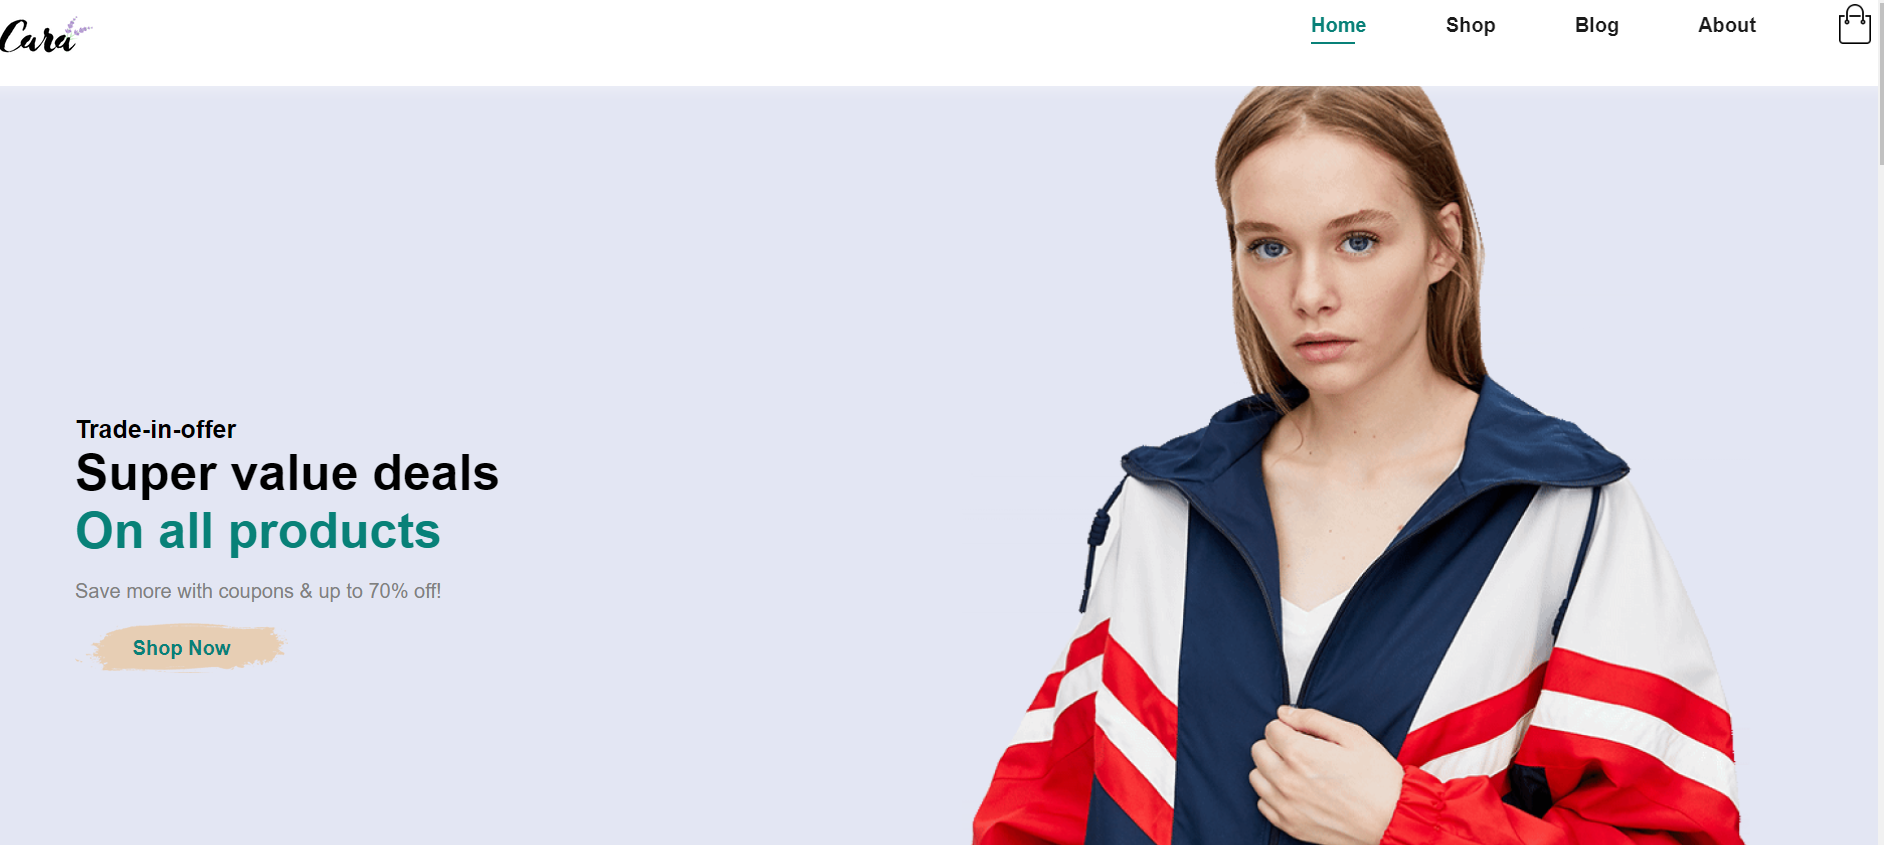 Cara
Home Shop Blog About
Trade-in-offer
Super value deals
On all products
Save more with coupons & up to 70% off!
Shop Now